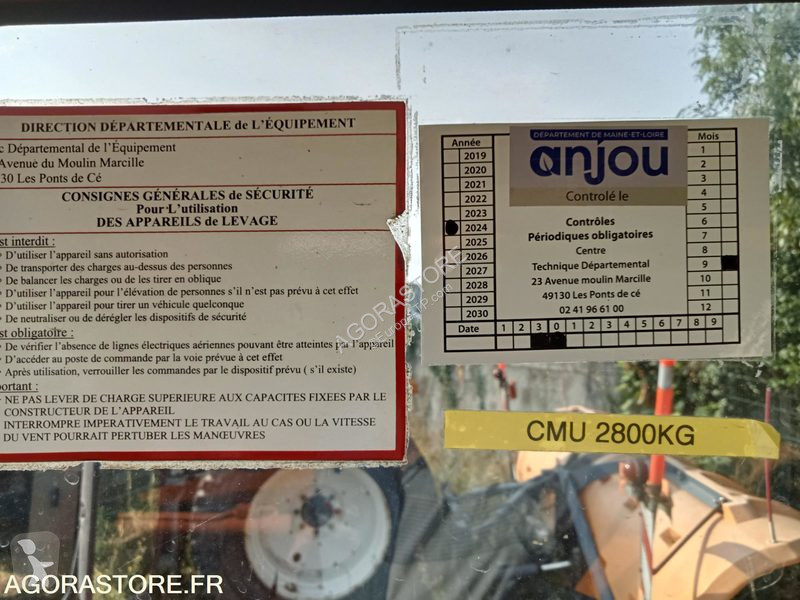 DIRECTION DÉPARTEMENTALE de L'ÉQUIPEMENT
c Départemental de l'Équipement
Avenue du Moulin Marcille
30 Les Ponts de Cé
CONSIGNES GÉNÉRALES de SÉCURITÉ
Pour L'utilisation
DES APPAREILS de LEVAGE
est interdit :
D'utiliser l'appareil sans autorisation
De transporter des charges au-dessus des personnes
De balancer les charges ou de les tirer en oblique
D'utiliser l'appareil pour l'élévation de personnes s'il n'est pas prévu à cet effet
D'utiliser l'appareil pour tirer un véhicule quelconque
De neutraliser ou de dérégler les dispositifs de sécurité
est obligatoire :
De vérifier l'absence de lignes électriques aériennes pouvant être atteintes par l'appareil
D'accéder au poste de commande par la voie prévue à cet effet
Après utilisation, verrouiller les commandes par le dispositif prévu ( s'il existe)
portant :
NE PAS LEVER DE CHARGE SUPERIEURE AUX CAPACITES FIXEES PAR LE
CONSTRUCTEUR DE L'APPAREIL
INTERROMPRE IMPERATIVEMENT LE TRAVAIL AU CAS OU LA VITESSE
DU VENT POURRAIT PERTUBER LES MANŒUVRES
Année
2019
2020
2021
2022
2023
2024
2025
2026
2027
2028
2029
2030
DÉPARTEMENT DE MAINE-ET-LOIRE
anjou
Controlé le
Contrôles
Périodiques obligatoires
Centre
Technique Départemental
23 Avenue moulin Marcille
49130 Les Ponts de cé
02 41 96 61 00
Mois
1
2
3
4
5
6
7
8
9
10
11
12
Date 1 2 3 0 1 2 3 4 5 6 7 8 9
CMU 2800KG
AGORASTORE
via Europe-TP.com
AGORASTORE.FR